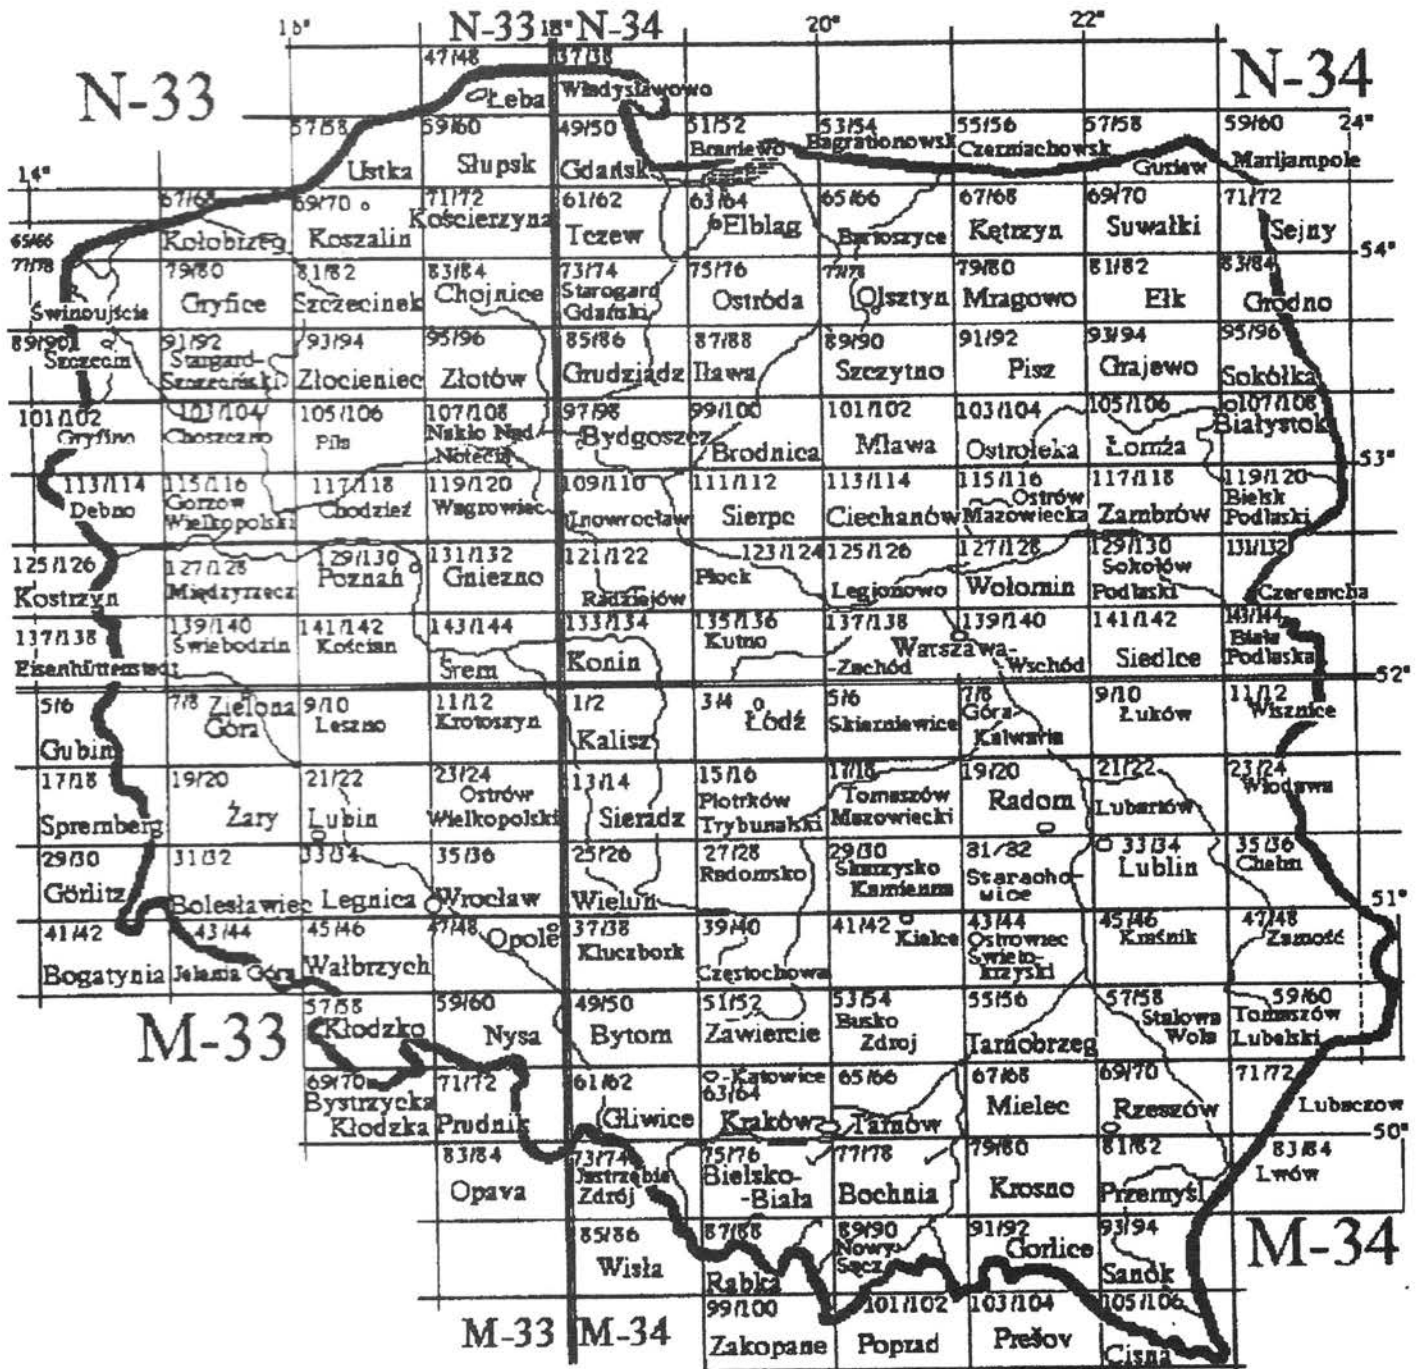 16° N-33 18° N-34 20° 22°
N-33 N-34
47/48 37/38
Łeba Władysławowo
57/58 59/60 49/50 51/52 53/54 55/56 57/58 59/60 24°
Ustka Słupsk Gdańsk Braniewo Bagrationowsk Czerniachowsk Gusiew Marijampole
14°
65/66 67/68 69/70 71/72 61/62 63/64 65/66 67/68 69/70 71/72
Kołobrzeg Koszalin Kościerzyna Tczew Elbląg Bartoszyce Kętrzyn Suwałki Sejny
54°
77/78 79/80 81/82 83/84 73/74 75/76 77/78 79/80 81/82 83/84
Świnoujście Gryfice Szczecinek Chojnice Starogard Gdański Ostróda Olsztyn Mragowo Ełk Grodno
89/90 91/92 93/94 95/96 85/86 87/88 89/90 91/92 93/94 95/96
Szczecin Stargard-Szczeciński Złocieniec Złotów Grudziądz Iława Szczytno Pisz Grajewo Sokółka
101/102 103/104 105/106 107/108 97/98 99/100 101/102 103/104 105/106 107/108
Gryfino Choszczno Piła Nakło Nad Notecią Bydgoszcz Brodnica Mława Ostrołeka Łomża Białystok
53°
113/114 115/116 117/118 119/120 109/110 111/112 113/114 115/116 117/118 119/120
Debno Gorzow Wielkopolski Chodzież Wągrowiec Inowrocław Sierpc Ciechanów Ostrów Mazowiecka Zambrów Bielsk Podlaski
125/126 127/128 129/130 131/132 121/122 123/124 125/126 127/128 129/130 131/132
Kostrzyn Międzyrzecz Poznań Gniezno Radziejów Płock Legionowo Wołomin Sokołów Podlaski Czeremcha
137/138 139/140 141/142 143/144 133/134 135/136 137/138 139/140 141/142 143/144
Eisenhüttenstadt Świebodzin Kościan Śrem Konin Kutno Warszawa--Zachód Wschód Siedlce Biała Podlaska
52°
5/6 7/8 9/10 11/12 1/2 3/4 5/6 7/8 9/10 11/12
Gubin Zielona Góra Leszno Krotoszyn Kalisz Łódź Skierniewice Góra-Kalwaria Łuków Wisznice
17/18 19/20 21/22 23/24 13/14 15/16 17/18 19/20 21/22 23/24
Spremberg Żary Lubin Ostrów Wielkopolski Sieradz Piotrków Trybunalski Tomaszów Mazowiecki Radom Lubartów Włodawa
29/30 31/32 33/34 35/36 25/26 27/28 29/30 31/32 33/34 35/36
Görlitz Bolesławiec Legnica Wrocław Wieluń Radomsko Skarżysko Kamienna Starachowice Lublin Chełm
51°
41/42 43/44 45/46 47/48 37/38 39/40 41/42 43/44 45/46 47/48
Bogatynia Jelenia Góra Wałbrzych Opole Kluczbork Częstochowa Kielce Ostrowiec Świetokrzyski Kraśnik Zamość
57/58 59/60 49/50 51/52 53/54 55/56 57/58 59/60
M-33 Kłodzko Nysa Bytom Zawiercie Busko Zdroj Tarnobrzeg Stalowa Wola Tomaszów Lubelski
69/70 71/72 61/62 63/64 65/66 67/68 69/70 71/72
Bystrzycka Kłodzka Prudnik Gliwice -Katowice Kraków Tarnów Mielec Rzeszów Lubaczow
50°
83/84 73/74 75/76 77/78 79/80 81/82 83/84
Opava Jastrzębie Zdrój Bielsko--Biała Bochnia Krosno Przemyśl Lwów
85/86 87/88 89/90 91/92 93/94
Wisła Rabka Nowy-Sącz Gorlice Sanok M-34
99/100 101/102 103/104 105/106
M-33 M-34 Zakopane Poprad Prešov Cisna